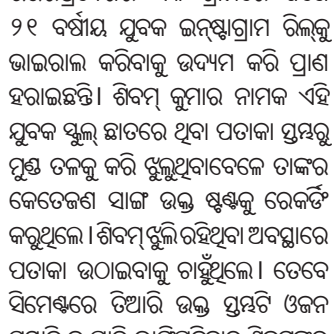 ୨୧ ବର୍ଷୀୟ ଯୁବକ ଇନ୍‌ଷ୍ଟାଗ୍ରାମ ରିଲ୍‌କୁ
ଭାଇରାଲ କରିବାକୁ ଉଦ୍ୟମ କରି ପ୍ରାଣ
ହରାଇଛନ୍ତି। ଶିବମ୍ କୁମାର ନାମକ ଏହି
ଯୁବକ ସ୍କୁଲ୍ ଛାତରେ ଥିବା ପତାକା ସ୍ତମ୍ଭରୁ
ମୁଣ୍ଡ ତଳକୁ କରି ଝୁଲୁଥିବାବେଳେ ତାଙ୍କର
କେତେଜଣ ସାଙ୍ଗ ଉକ୍ତ ଷ୍ଟଣ୍ଟକୁ ରେକର୍ଡିଂ
କରୁଥିଲେ। ଶିବମ୍ ଝୁଲି ରହିଥିବା ଅବସ୍ଥାରେ
ପତାକା ଉଠାଇବାକୁ ଚାହୁଁଥିଲେ। ତେବେ
ସିମେଣ୍ଟରେ ତିଆରି ଉକ୍ତ ସ୍ତମ୍ଭଟି ଓଜନ